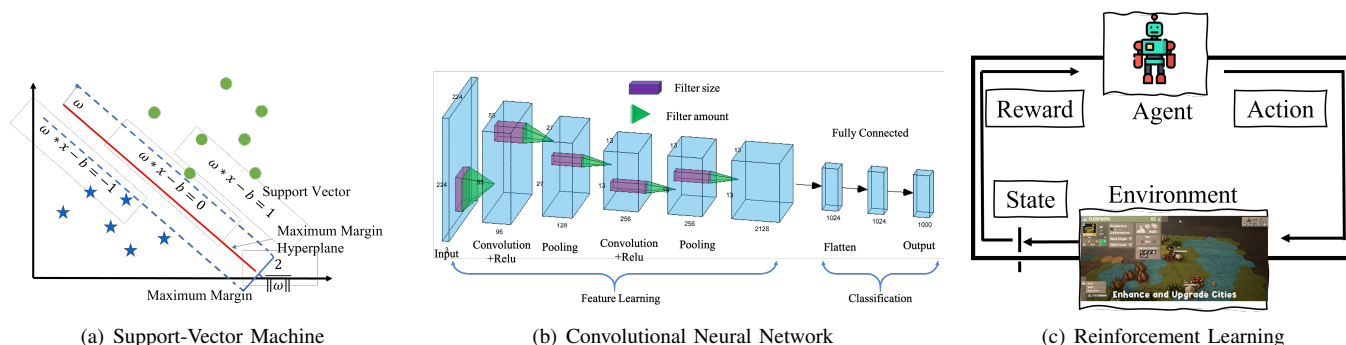 ω
ω * x − b = −1
ω * x − b = 0
ω * x − b = 1
Support Vector
Maximum Margin
Hyperplane
2
‖ω‖
Maximum Margin
(a) Support-Vector Machine
224
224
3
Input
55
55
96
Convolution
+Relu
27
27
128
Pooling
13
13
256
Convolution
+Relu
13
256
Pooling
13
13
2128
Filter size
Filter amount
Fully Connected
1024
Flatten
1024
1000
Output
Feature Learning
Classification
(b) Convolutional Neural Network
Reward
Agent
Action
State
Environment
Enhance and Upgrade Cities
(c) Reinforcement Learning